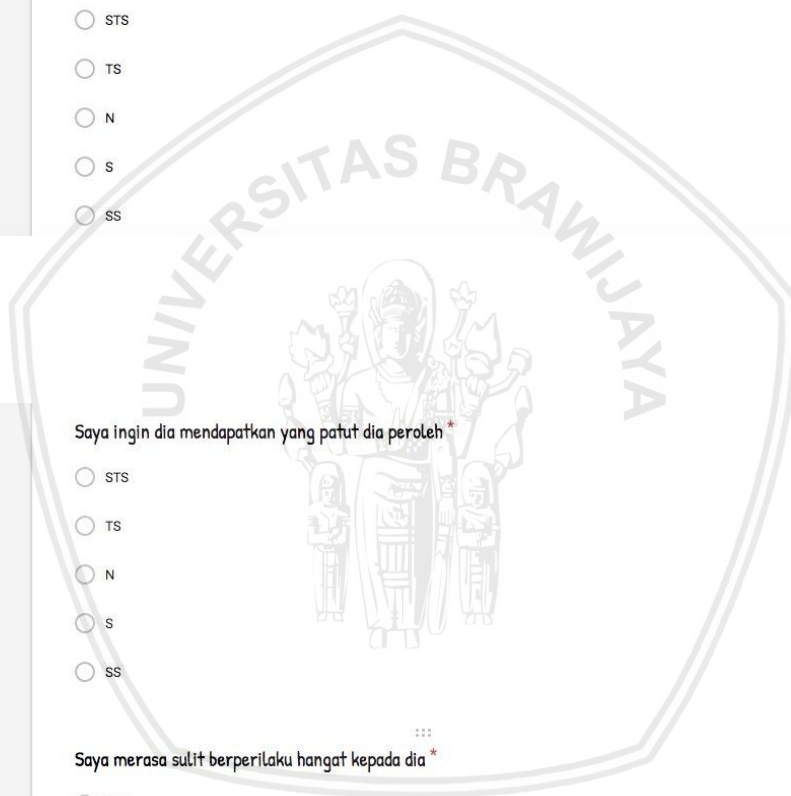 STS
TS
N
S
SS
UNIVERSITAS BRAWIJAYA
Saya ingin dia mendapatkan yang patut dia peroleh *
STS
TS
N
S
SS
Saya merasa sulit berperilaku hangat kepada dia *